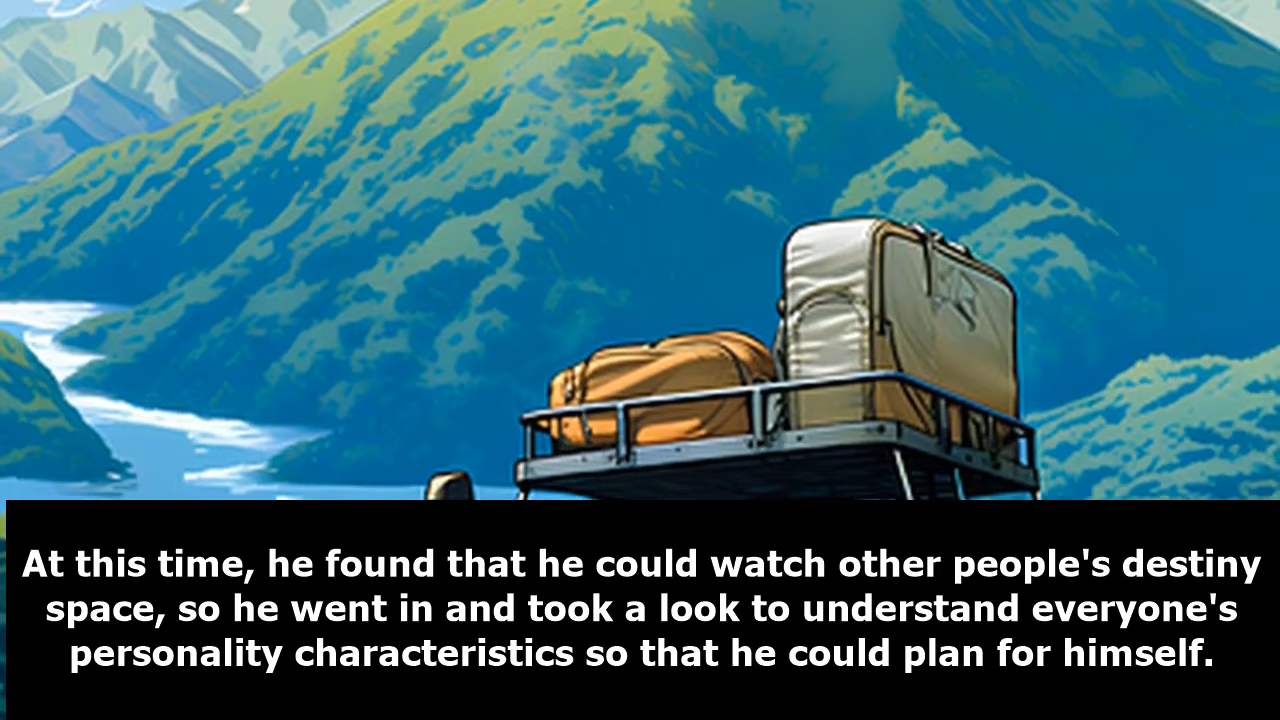 At this time, he found that he could watch other people's destiny
space, so he went in and took a look to understand everyone's
personality characteristics so that he could plan for himself.